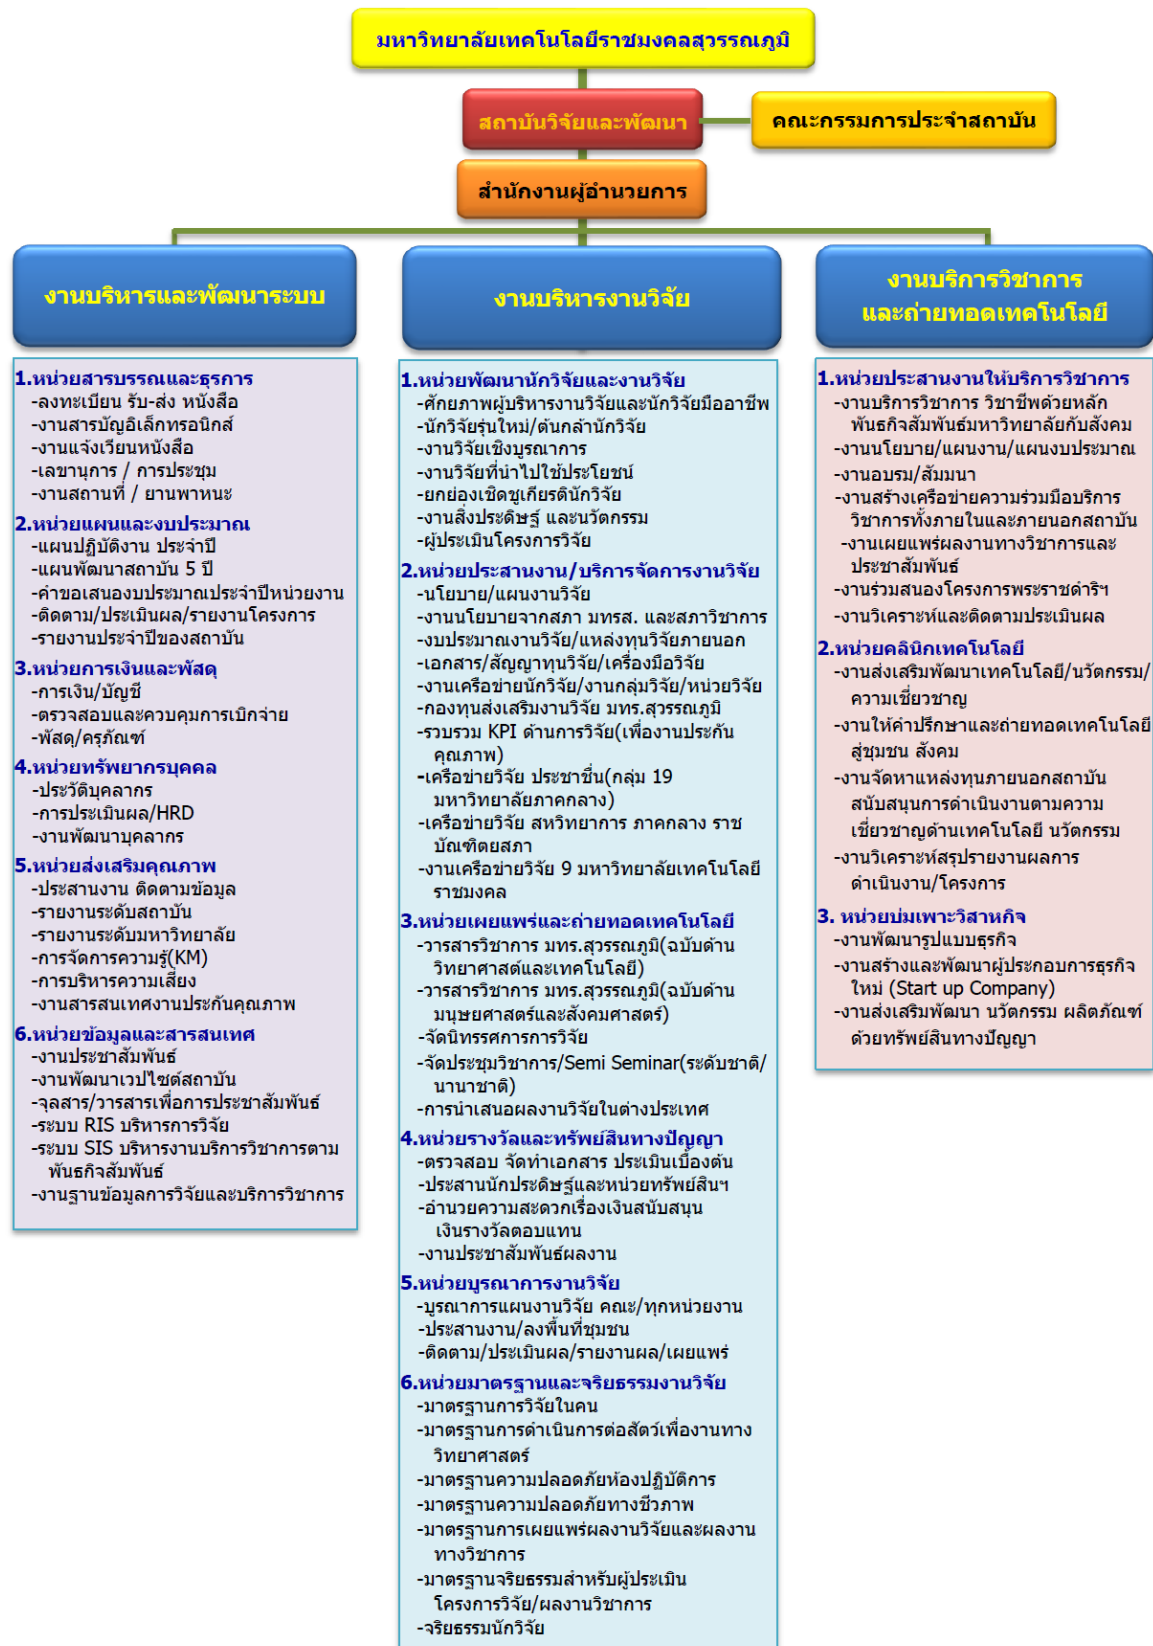 มหาวิทยาลัยเทคโนโลยีราชมงคลสุวรรณภูมิ
สถาบันวิจัยและพัฒนา
คณะกรรมการประจำสถาบัน
สำนักงานผู้อำนวยการ
งานบริหารและพัฒนาระบบ
1.หน่วยสารบรรณและธุรการ
-ลงทะเบียน รับ-ส่ง หนังสือ
-งานสารบัญอิเล็กทรอนิกส์
-งานแจ้งเวียนหนังสือ
-เลขานุการ / การประชุม
-งานสถานที่ / ยานพาหนะ
2.หน่วยแผนและงบประมาณ
-แผนปฏิบัติงาน ประจำปี
-แผนพัฒนาสถาบัน 5 ปี
-คำขอเสนองบประมาณประจำปีหน่วยงาน
-ติดตาม/ประเมินผล/รายงานโครงการ
-รายงานประจำปีของสถาบัน
3.หน่วยการเงินและพัสดุ
-การเงิน/บัญชี
-ตรวจสอบและควบคุมการเบิกจ่าย
-พัสดุ/ครุภัณฑ์
4.หน่วยทรัพยากรบุคคล
-ประวัติบุคลากร
-การประเมินผล/HRD
-งานพัฒนาบุคลากร
5.หน่วยส่งเสริมคุณภาพ
-ประสานงาน ติดตามข้อมูล
-รายงานระดับสถาบัน
-รายงานระดับมหาวิทยาลัย
-การจัดการความรู้(KM)
-การบริหารความเสี่ยง
-งานสารสนเทศงานประกันคุณภาพ
6.หน่วยข้อมูลและสารสนเทศ
-งานประชาสัมพันธ์
-งานพัฒนาเวปไซต์สถาบัน
-จุลสาร/วารสารเพื่อการประชาสัมพันธ์
-ระบบ RIS บริหารการวิจัย
-ระบบ SIS บริหารงานบริการวิชาการตาม
พันธกิจสัมพันธ์
-งานฐานข้อมูลการวิจัยและบริการวิชาการ
งานบริหารงานวิจัย
1.หน่วยพัฒนานักวิจัยและงานวิจัย
-ศักยภาพผู้บริหารงานวิจัยและนักวิจัยมืออาชีพ
-นักวิจัยรุ่นใหม่/ต้นกล้านักวิจัย
-งานวิจัยเชิงบูรณาการ
-งานวิจัยที่นำไปใช้ประโยชน์
-ยกย่องเชิดชูเกียรตินักวิจัย
-งานสิ่งประดิษฐ์ และนวัตกรรม
-ผู้ประเมินโครงการวิจัย
2.หน่วยประสานงาน/บริการจัดการงานวิจัย
-นโยบาย/แผนงานวิจัย
-งานนโยบายจากสภา มทรส. และสภาวิชาการ
-งบประมาณงานวิจัย/แหล่งทุนวิจัยภายนอก
-เอกสาร/สัญญาทุนวิจัย/เครื่องมือวิจัย
-งานเครือข่ายนักวิจัย/งานกลุ่มวิจัย/หน่วยวิจัย
-กองทุนส่งเสริมงานวิจัย มทร.สุวรรณภูมิ
-รวบรวม KPI ด้านการวิจัย(เพื่องานประกัน
คุณภาพ)
-เครือข่ายวิจัย ประชาชื่น(กลุ่ม 19
มหาวิทยาลัยภาคกลาง)
-เครือข่ายวิจัย สหวิทยาการ ภาคกลาง ราช
บัณฑิตยสภา
-งานเครือข่ายวิจัย 9 มหาวิทยาลัยเทคโนโลยี
ราชมงคล
3.หน่วยเผยแพร่และถ่ายทอดเทคโนโลยี
-วารสารวิชาการ มทร.สุวรรณภูมิ(ฉบับด้าน
วิทยาศาสต์และเทคโนโลยี)
-วารสารวิชาการ มทร.สุวรรณภูมิ(ฉบับด้าน
มนุษยศาสตร์และสังคมศาสตร์)
-จัดนิทรรศการการวิจัย
-จัดประชุมวิชาการ/Semi Seminar(ระดับชาติ/
นานาชาติ)
-การนำเสนอผลงานวิจัยในต่างประเทศ
4.หน่วยรางวัลและทรัพย์สินทางปัญญา
-ตรวจสอบ จัดทำเอกสาร ประเมินเบื้องต้น
-ประสานนักประดิษฐ์และหน่วยทรัพย์สินฯ
-อำนวยความสะดวกเรื่องเงินสนับสนุน
เงินรางวัลตอบแทน
-งานประชาสัมพันธ์ผลงาน
5.หน่วยบูรณาการงานวิจัย
-บูรณาการแผนงานวิจัย คณะ/ทุกหน่วยงาน
-ประสานงาน/ลงพื้นที่ชุมชน
-ติดตาม/ประเมินผล/รายงานผล/เผยแพร่
6.หน่วยมาตรฐานและจริยธรรมงานวิจัย
-มาตรฐานการวิจัยในคน
-มาตรฐานการดำเนินการต่อสัตว์เพื่องานทาง
วิทยาศาสตร์
-มาตรฐานความปลอดภัยห้องปฏิบัติการ
-มาตรฐานความปลอดภัยทางชีวภาพ
-มาตรฐานการเผยแพร่ผลงานวิจัยและผลงาน
ทางวิชาการ
-มาตรฐานจริยธรรมสำหรับผู้ประเมิน
โครงการวิจัย/ผลงานวิชาการ
-จริยธรรมนักวิจัย
งานบริการวิชาการ
และถ่ายทอดเทคโนโลยี
1.หน่วยประสานงานให้บริการวิชาการ
-งานบริการวิชาการ วิชาชีพด้วยหลัก
พันธกิจสัมพันธ์มหาวิทยาลัยกับสังคม
-งานนโยบาย/แผนงาน/แผนงบประมาณ
-งานอบรม/สัมมนา
-งานสร้างเครือข่ายความร่วมมือบริการ
วิชาการทั้งภายในและภายนอกสถาบัน
-งานเผยแพร่ผลงานทางวิชาการและ
ประชาสัมพันธ์
-งานร่วมสนองโครงการพระราชดำริฯ
-งานวิเคราะห์และติดตามประเมินผล
2.หน่วยคลินิกเทคโนโลยี
-งานส่งเสริมพัฒนาเทคโนโลยี/นวัตกรรม/
ความเชี่ยวชาญ
-งานให้คำปรึกษาและถ่ายทอดเทคโนโลยี
สู่ชุมชน สังคม
-งานจัดหาแหล่งทุนภายนอกสถาบัน
สนับสนุนการดำเนินงานตามความ
เชี่ยวชาญด้านเทคโนโลยี นวัตกรรม
-งานวิเคราะห์สรุปรายงานผลการ
ดำเนินงาน/โครงการ
3. หน่วยบ่มเพาะวิสาหกิจ
-งานพัฒนารูปแบบธุรกิจ
-งานสร้างและพัฒนาผู้ประกอบการธุรกิจ
ใหม่ (Start up Company)
-งานส่งเสริมพัฒนา นวัตกรรม ผลิตภัณฑ์
ด้วยทรัพย์สินทางปัญญา